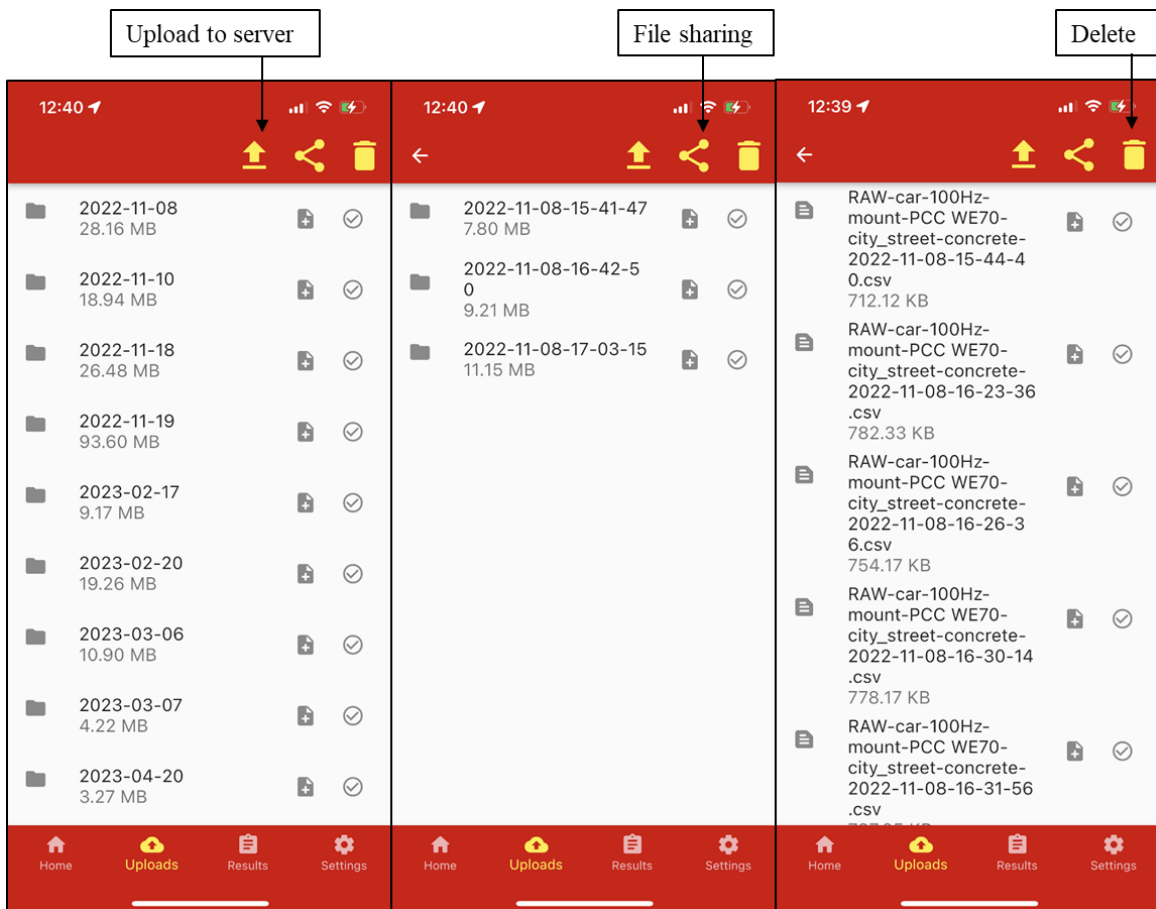 Upload to server
File sharing
Delete
12:40
2022-11-08
28.16 MB
2022-11-10
18.94 MB
2022-11-18
26.48 MB
2022-11-19
93.60 MB
2023-02-17
9.17 MB
2023-02-20
19.26 MB
2023-03-06
10.90 MB
2023-03-07
4.22 MB
2023-04-20
3.27 MB
Home Uploads Results Settings
12:40
2022-11-08-15-41-47
7.80 MB
2022-11-08-16-42-5
0
9.21 MB
2022-11-08-17-03-15
11.15 MB
Home Uploads Results Settings
12:39
RAW-car-100Hz-
mount-PCC WE70-
city_street-concrete-
2022-11-08-15-44-4
0.csv
712.12 KB
RAW-car-100Hz-
mount-PCC WE70-
city_street-concrete-
2022-11-08-16-23-36
.csv
782.33 KB
RAW-car-100Hz-
mount-PCC WE70-
city_street-concrete-
2022-11-08-16-26-3
6.csv
754.17 KB
RAW-car-100Hz-
mount-PCC WE70-
city_street-concrete-
2022-11-08-16-30-14
.csv
778.17 KB
RAW-car-100Hz-
mount-PCC WE70-
city_street-concrete-
2022-11-08-16-31-56
.csv
Home Uploads Results Settings